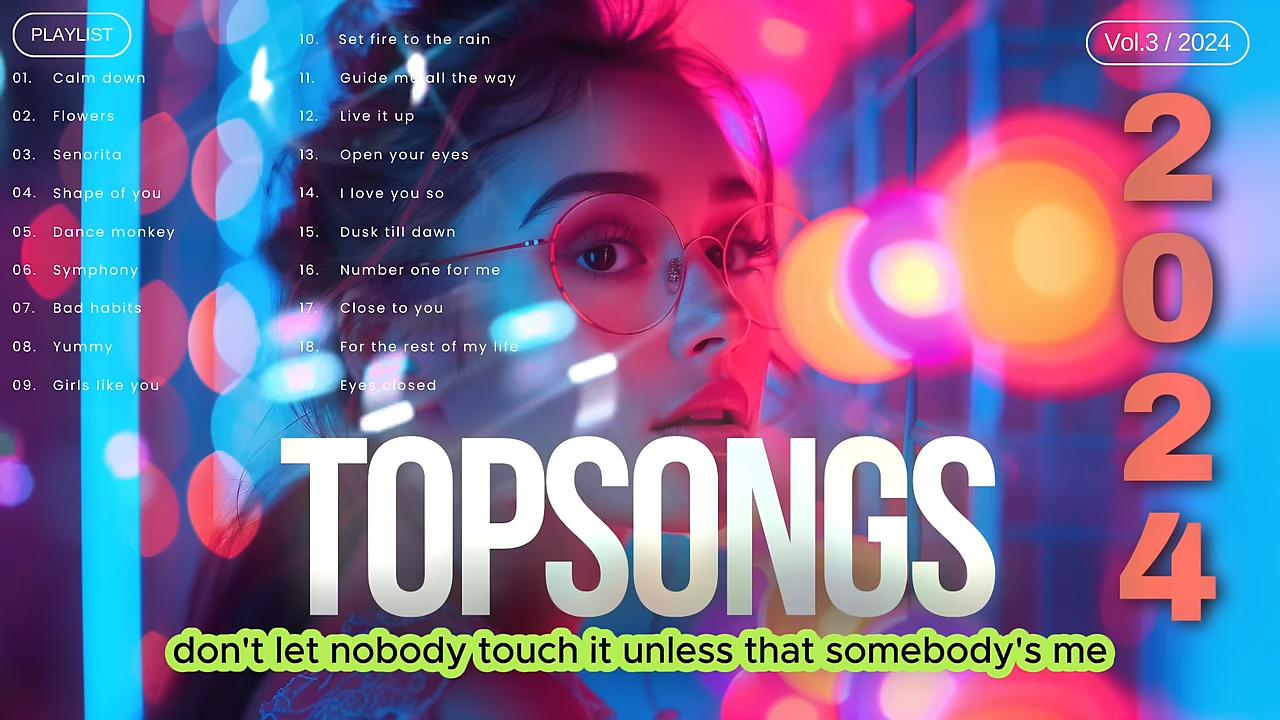 PLAYLIST
01. Calm down
02. Flowers
03. Senorita
04. Shape of you
05. Dance monkey
06. Symphony
07. Bad habits
08. Yummy
09. Girls like you
10. Set fire to the rain
11. Guide me all the way
12. Live it up
13. Open your eyes
14. I love you so
15. Dusk till dawn
16. Number one for me
17. Close to you
18. For the rest of my life
19. Eyes closed
Vol.3 / 2024
2024
TOPSONGS
don't let nobody touch it unless that somebody's me